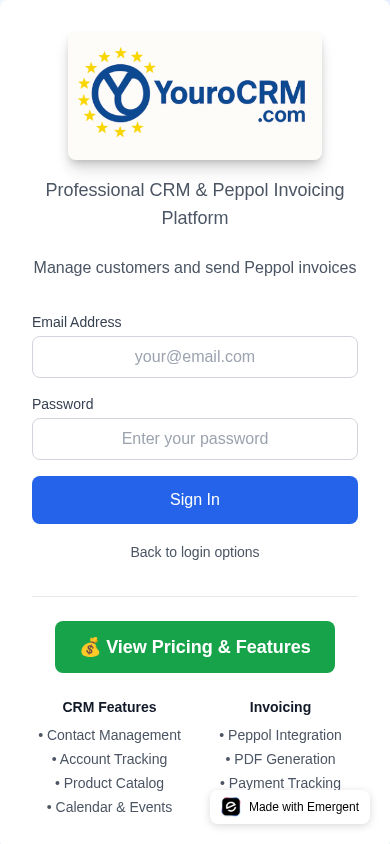 YouroCRM
.com
Professional CRM & Peppol Invoicing
Platform
Manage customers and send Peppol invoices
Email Address
your@email.com
Password
Enter your password
Sign In
Back to login options
💰 View Pricing & Features
CRM Features
• Contact Management
• Account Tracking
• Product Catalog
• Calendar & Events
Invoicing
• Peppol Integration
• PDF Generation
• Payment Tracking
Made with Emergent